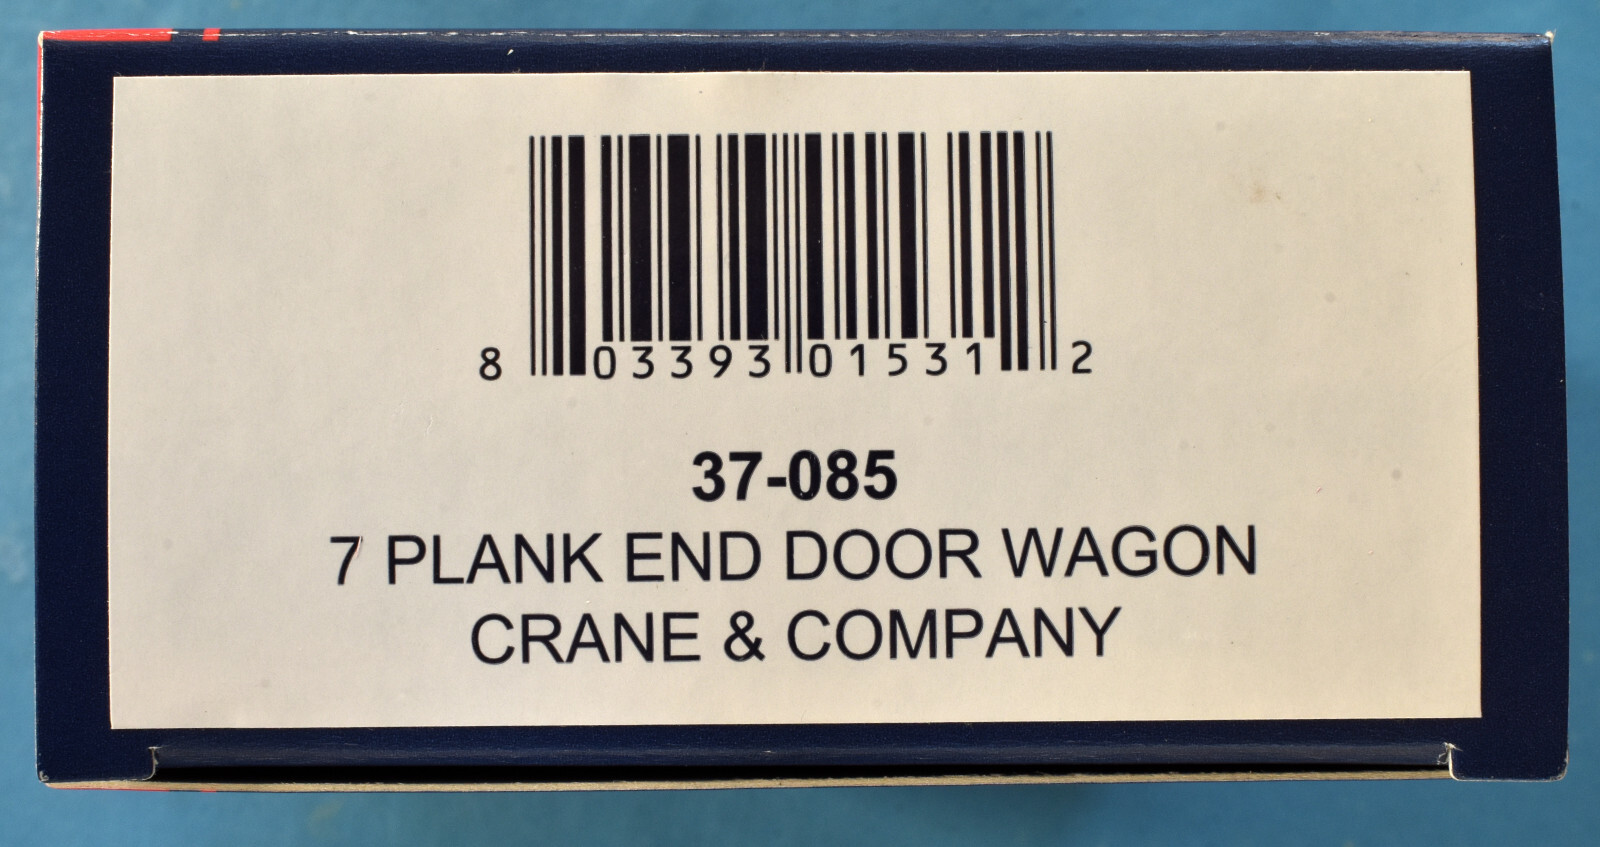 8 03393 01531 2
37-085
7 PLANK END DOOR WAGON
CRANE & COMPANY